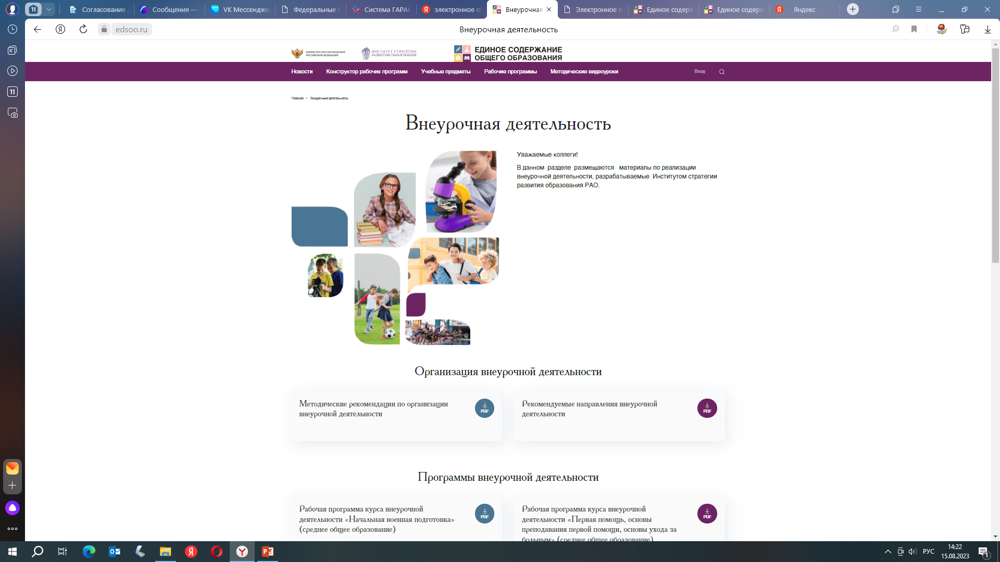 11
Согласование
Сообщения —
VK Мессендже
Федеральные
Система ГАРАН
электронное о
Внеурочная
Электронное о
Единое содерж
Единое содерж
Яндекс
edsoo.ru
Внеурочная деятельность
11
МИНИСТЕРСТВО ПРОСВЕЩЕНИЯ
РОССИЙСКОЙ ФЕДЕРАЦИИ
ИНСТИТУТ СТРАТЕГИИ
РАЗВИТИЯ ОБРАЗОВАНИЯ
ЕДИНОЕ СОДЕРЖАНИЕ
ОБЩЕГО ОБРАЗОВАНИЯ
Новости Конструктор рабочих программ Учебные предметы Рабочие программы Методические видеоуроки Вход
Главная • Внеурочная деятельность
Внеурочная деятельность
Уважаемые коллеги!
В данном разделе размещаются материалы по реализации
внеурочной деятельности, разрабатываемые Институтом стратегии
развития образования РАО.
Организация внеурочной деятельности
Методические рекомендации по организации
внеурочной деятельности
PDF
Рекомендуемые направления внеурочной
деятельности
PDF
Программы внеурочной деятельности
Рабочая программа курса внеурочной
деятельности «Начальная военная подготовка»
(среднее общее образование)
PDF
Рабочая программа курса внеурочной
деятельности «Первая помощь, основы
преподавания первой помощи, основы ухода за
больным» (среднее общее образование)
PDF
РУС
14:22
15.08.2023
1